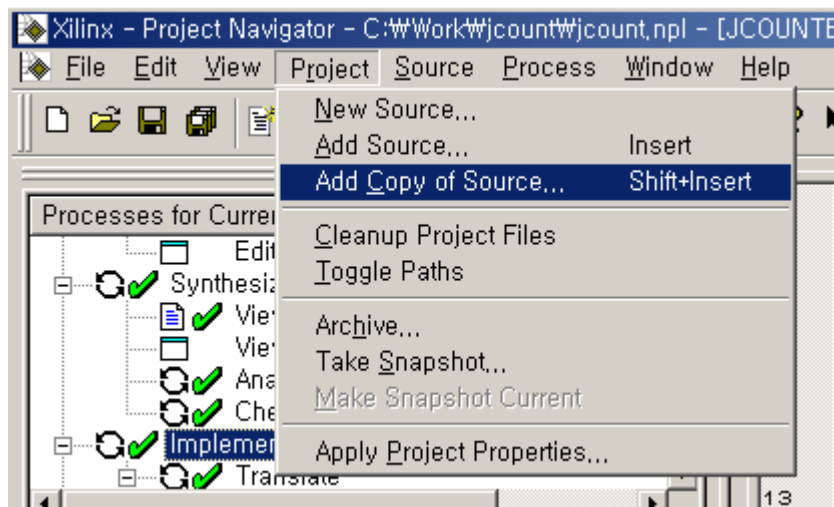 Xilinx - Project Navigator - C:₩Work₩jcount₩jcount,npl - [JCOUNTE
File Edit View Project Source Process Window Help
New Source,,,
Add Source,,, Insert
Add Copy of Source,,, Shift+Insert
Cleanup Project Files
Toggle Paths
Archive,,,
Take Snapshot,,,
Make Snapshot Current
Apply Project Properties,,,
Processes for Currer
Edit
Synthesiz
Vie
Vie
Ana
Che
Implemer
Translate
13